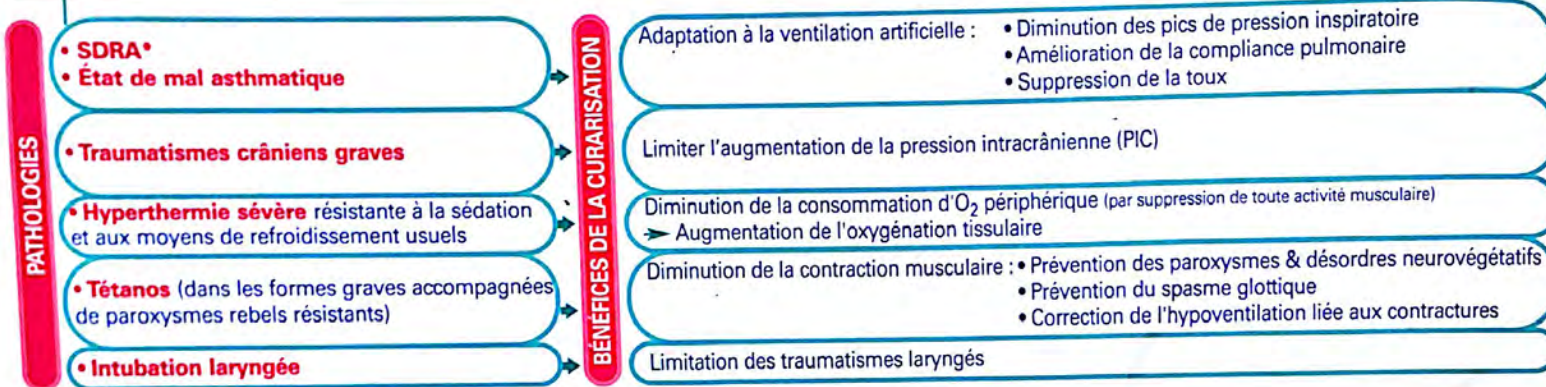 PATHOLOGIES
• SDRA•
• État de mal asthmatique
• Traumatismes crâniens graves
• Hyperthermie sévère résistante à la sédation
et aux moyens de refroidissement usuels
• Tétanos (dans les formes graves accompagnées
de paroxysmes rebels résistants)
• Intubation laryngée
BÉNÉFICES DE LA CURARISATION
Adaptation à la ventilation artificielle : • Diminution des pics de pression inspiratoire
• Amélioration de la compliance pulmonaire
• Suppression de la toux
Limiter l'augmentation de la pression intracrânienne (PIC)
Diminution de la consommation d'O₂ périphérique (par suppression de toute activité musculaire)
➤ Augmentation de l'oxygénation tissulaire
Diminution de la contraction musculaire : • Prévention des paroxysmes & désordres neurovégétatifs
• Prévention du spasme glottique
• Correction de l'hypoventilation liée aux contractures
Limitation des traumatismes laryngés